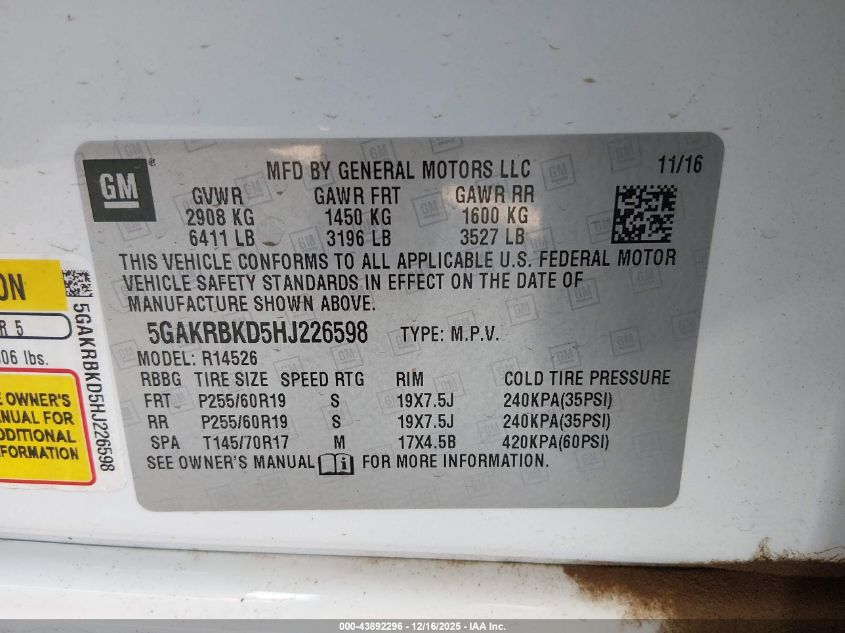 GM
MFD BY GENERAL MOTORS LLC 11/16
GVWR GAWR FRT GAWR RR
2908 KG 1450 KG 1600 KG
6411 LB 3196 LB 3527 LB
THIS VEHICLE CONFORMS TO ALL APPLICABLE U.S. FEDERAL MOTOR
VEHICLE SAFETY STANDARDS IN EFFECT ON THE DATE OF
MANUFACTURE SHOWN ABOVE.
5GAKRBKD5HJ226598 TYPE: M.P.V.
MODEL: R14526
RBBG TIRE SIZE SPEED RTG RIM COLD TIRE PRESSURE
FRT P255/60R19 S 19X7.5J 240KPA(35PSI)
RR P255/60R19 S 19X7.5J 240KPA(35PSI)
SPA T145/70R17 M 17X4.5B 420KPA(60PSI)
SEE OWNER'S MANUAL i FOR MORE INFORMATION.
ON
R 5
06 lbs.
E OWNER'S
ANUAL FOR
DDITIONAL
FORMATION
5GAKRBKD5HJ226598
000-43892296 - 12/16/2025 - IAA Inc.